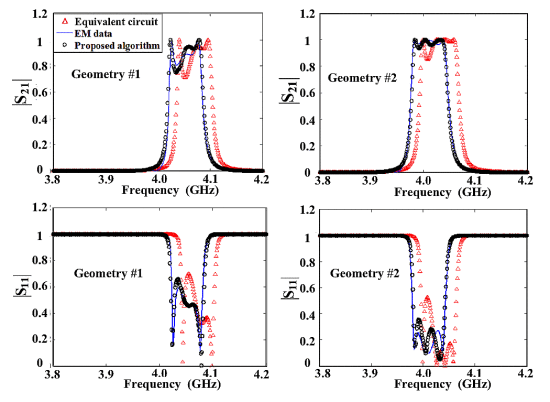 Equivalent circuit
EM data
Proposed algorithm
Geometry #1
|S21|
1.2
1
0.8
0.6
0.4
0.2
0
3.8 3.9 4.0 4.1 4.2
Frequency (GHz)
Geometry #2
|S21|
1.2
1
0.8
0.6
0.4
0.2
0
3.8 3.9 4.0 4.1 4.2
Frequency (GHz)
Geometry #1
|S11|
1.2
1
0.8
0.6
0.4
0.2
0
3.8 3.9 4.0 4.1 4.2
Frequency (GHz)
Geometry #2
|S11|
1.2
1
0.8
0.6
0.4
0.2
0
3.8 3.9 4.0 4.1 4.2
Frequency (GHz)